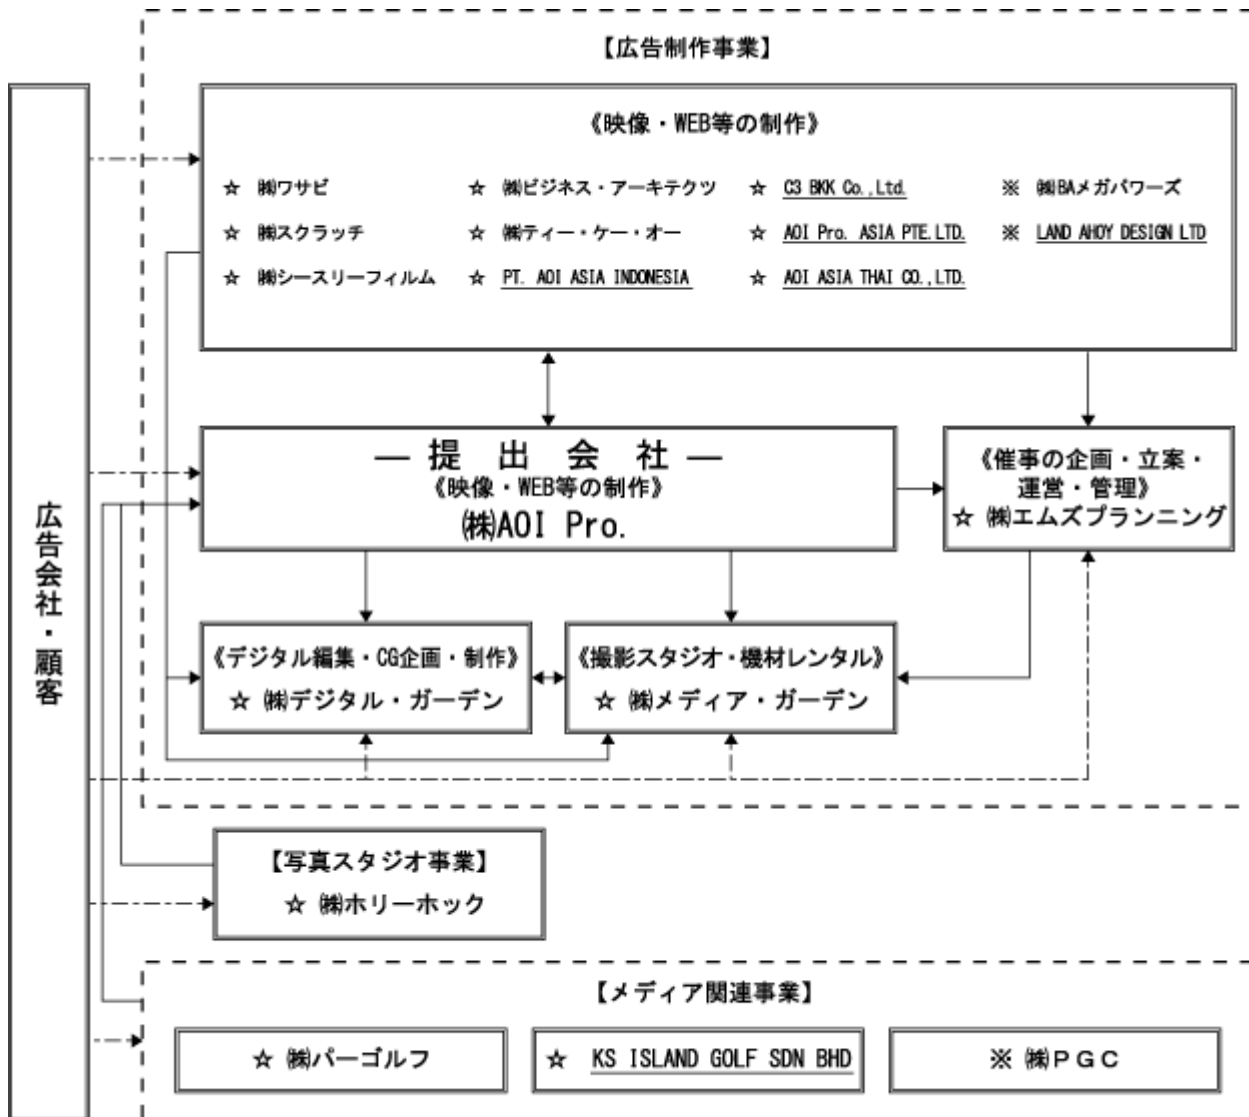 【広告制作事業】
《映像・WEB等の制作》
☆ ㈱ワサビ ☆ ㈱ビジネス・アーキテクツ ☆ C3 BKK Co.,Ltd. ※ ㈱BAメガパワーズ
☆ ㈱スクラッチ ☆ ㈱ティー・ケー・オー ☆ AOI Pro. ASIA PTE.LTD. ※ LAND AHOY DESIGN LTD
☆ ㈱シースリーフィルム ☆ PT. AOI ASIA INDONESIA ☆ AOI ASIA THAI CO.,LTD.
広告会社・顧客
― 提 出 会 社 ―
《映像・WEB等の制作》
㈱AOI Pro.
《催事の企画・立案・
運営・管理》
☆ ㈱エムズプランニング
《デジタル編集・CG企画・制作》
☆ ㈱デジタル・ガーデン
《撮影スタジオ・機材レンタル》
☆ ㈱メディア・ガーデン
【写真スタジオ事業】
☆ ㈱ホリーホック
【メディア関連事業】
☆ ㈱パーゴルフ
☆ KS ISLAND GOLF SDN BHD
※ ㈱ＰＧＣ